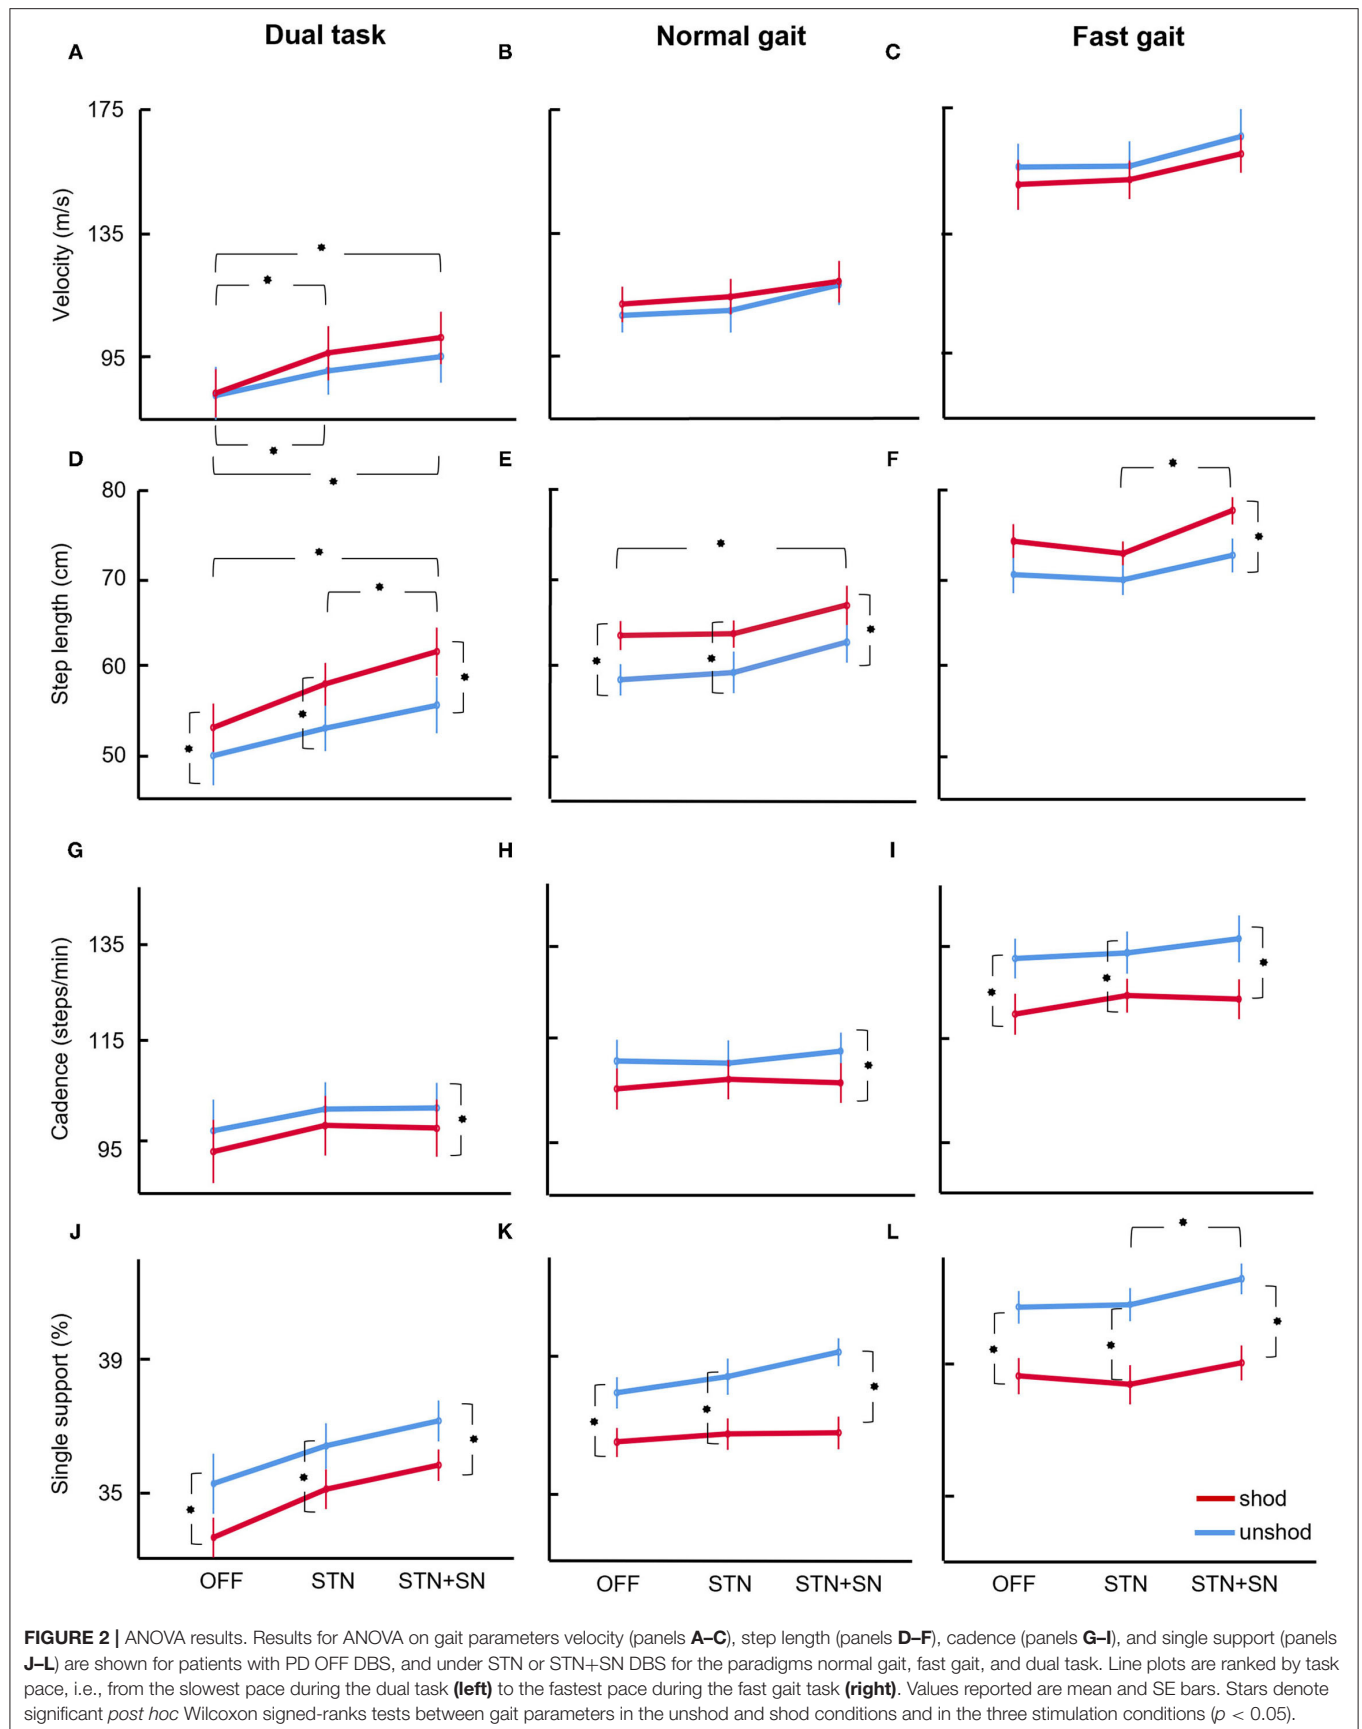 Dual task
Normal gait
Fast gait
A
B
C
175
135
95
Velocity (m/s)
*
*
*
*
D
E
F
80
70
60
50
Step length (cm)
*
*
*
*
*
*
*
*
*
*
*
G
H
I
135
115
95
Cadence (steps/min)
*
*
*
*
*
J
K
L
39
35
Single support (%)
*
*
*
*
*
*
*
*
*
*
shod
unshod
OFF
STN
STN+SN
OFF
STN
STN+SN
OFF
STN
STN+SN
FIGURE 2 | ANOVA results. Results for ANOVA on gait parameters velocity (panels A–C), step length (panels D–F), cadence (panels G–I), and single support (panels
J–L) are shown for patients with PD OFF DBS, and under STN or STN+SN DBS for the paradigms normal gait, fast gait, and dual task. Line plots are ranked by task
pace, i.e., from the slowest pace during the dual task (left) to the fastest pace during the fast gait task (right). Values reported are mean and SE bars. Stars denote
significant post hoc Wilcoxon signed-ranks tests between gait parameters in the unshod and shod conditions and in the three stimulation conditions (p < 0.05).